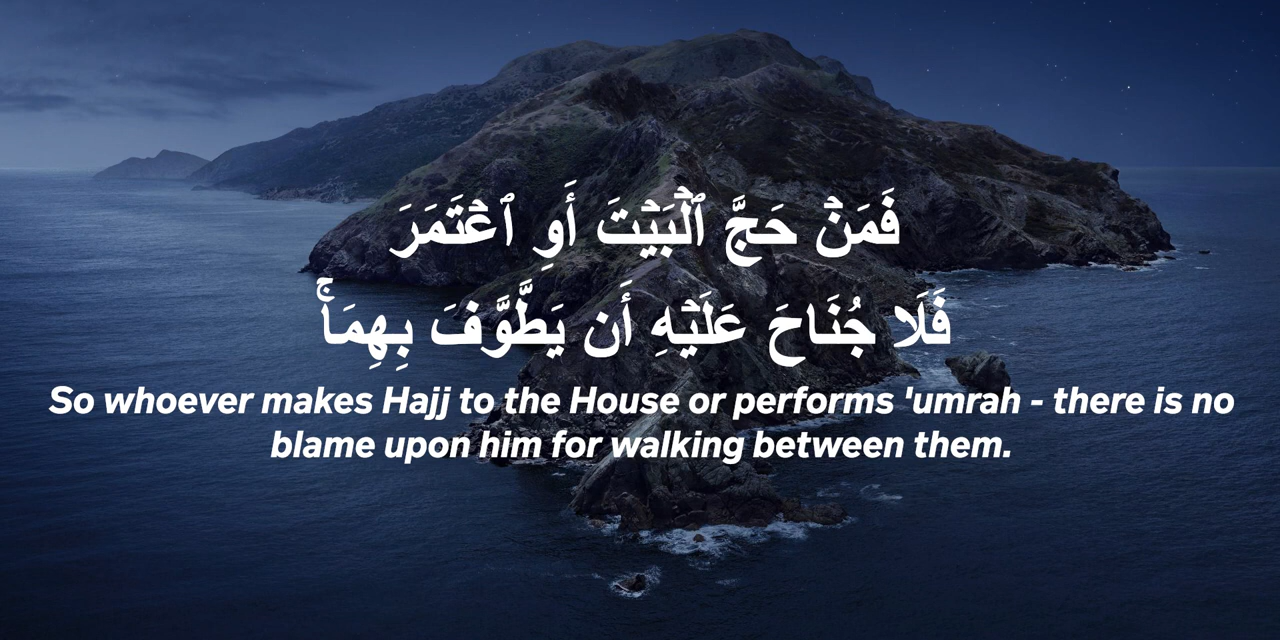 فَمَنۡ حَجَّ ٱلۡبَيۡتَ أَوِ ٱعۡتَمَرَ
فَلَا جُنَاحَ عَلَيۡهِ أَن يَطَّوَّفَ بِهِمَاۚ
So whoever makes Hajj to the House or performs 'umrah - there is no
blame upon him for walking between them.